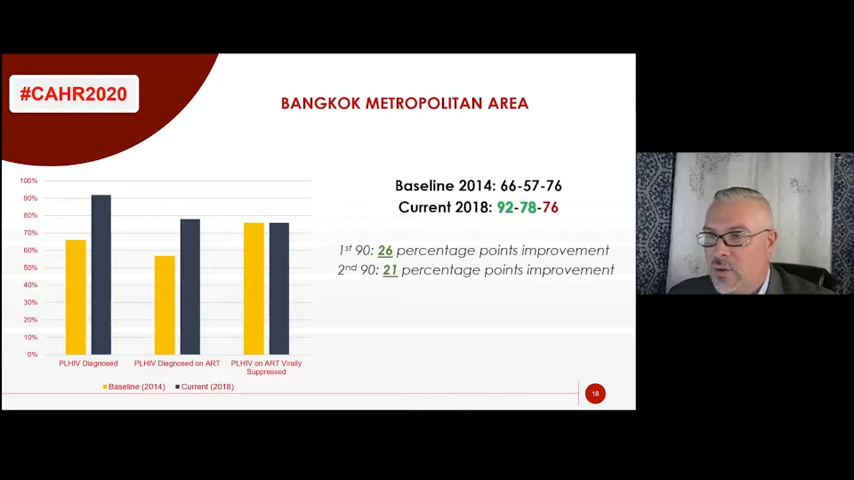 #CAHR2020
BANGKOK METROPOLITAN AREA
Baseline 2014: 66-57-76
Current 2018: 92-78-76
1st 90: 26 percentage points improvement
2nd 90: 21 percentage points improvement
100%
90%
80%
70%
60%
50%
40%
30%
20%
10%
0%
PLHIV Diagnosed
PLHIV Diagnosed on ART
PLHIV on ART Virally
Suppressed
Baseline (2014) Current (2018)
18